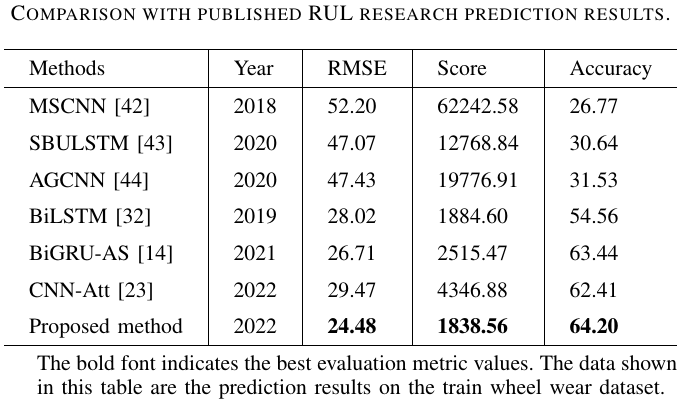 COMPARISON WITH PUBLISHED RUL RESEARCH PREDICTION RESULTS.
Methods Year RMSE Score Accuracy
MSCNN [42] 2018 52.20 62242.58 26.77
SBULSTM [43] 2020 47.07 12768.84 30.64
AGCNN [44] 2020 47.43 19776.91 31.53
BiLSTM [32] 2019 28.02 1884.60 54.56
BiGRU-AS [14] 2021 26.71 2515.47 63.44
CNN-Att [23] 2022 29.47 4346.88 62.41
Proposed method 2022 24.48 1838.56 64.20
The bold font indicates the best evaluation metric values. The data shown
in this table are the prediction results on the train wheel wear dataset.